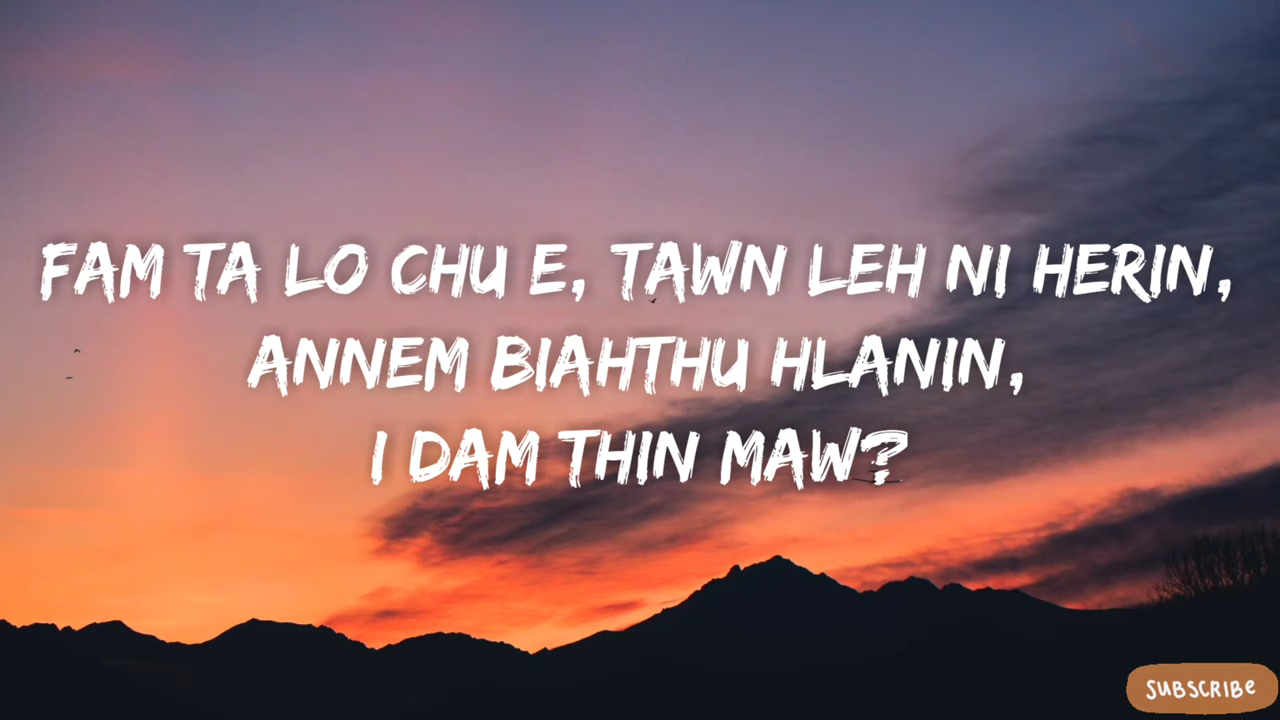 FAM TA LO CHU E, TAWN LEH NI HERIN,
ANNEM BIAHTHU HLANIN,
I DAM THIN MAW?
SUBSCRIBE